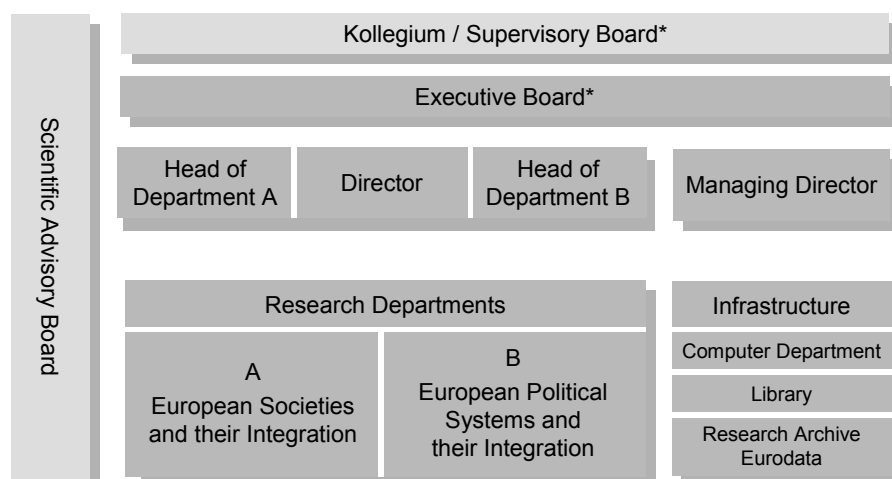 Scientific Advisory Board
Kollegium / Supervisory Board*
Executive Board*
Head of
Department A
Director
Head of
Department B
Managing Director
Research Departments
A
European Societies
and their Integration
B
European Political
Systems and
their Integration
Infrastructure
Computer Department
Library
Research Archive
Eurodata